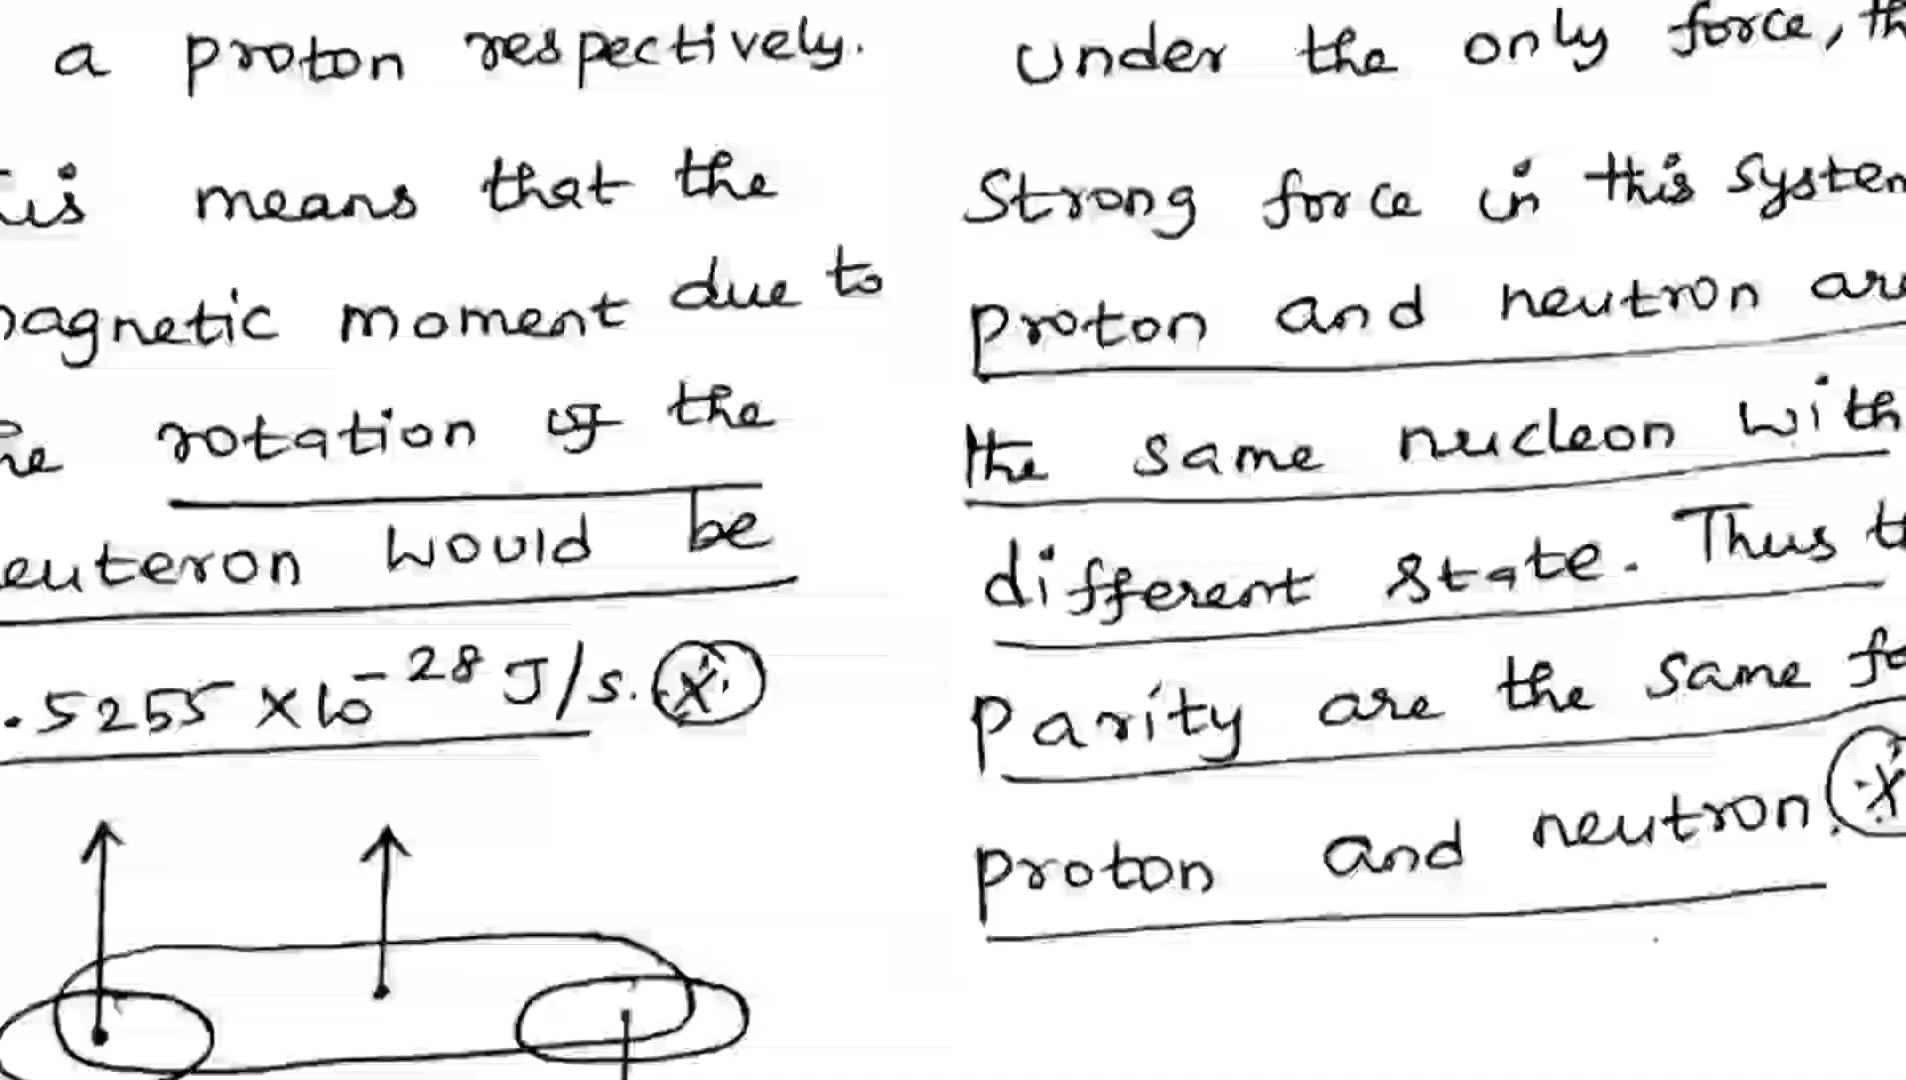 a proton respectively.
means that the
magnetic moment due to
rotation of the
euteron would be
.5255 × 10⁻²⁸ J/s. (X)
under the only force, th
strong force in this system
proton and neutron are
the same nucleon with
different state. Thus t
parity are the same fo
proton and neutron. (X